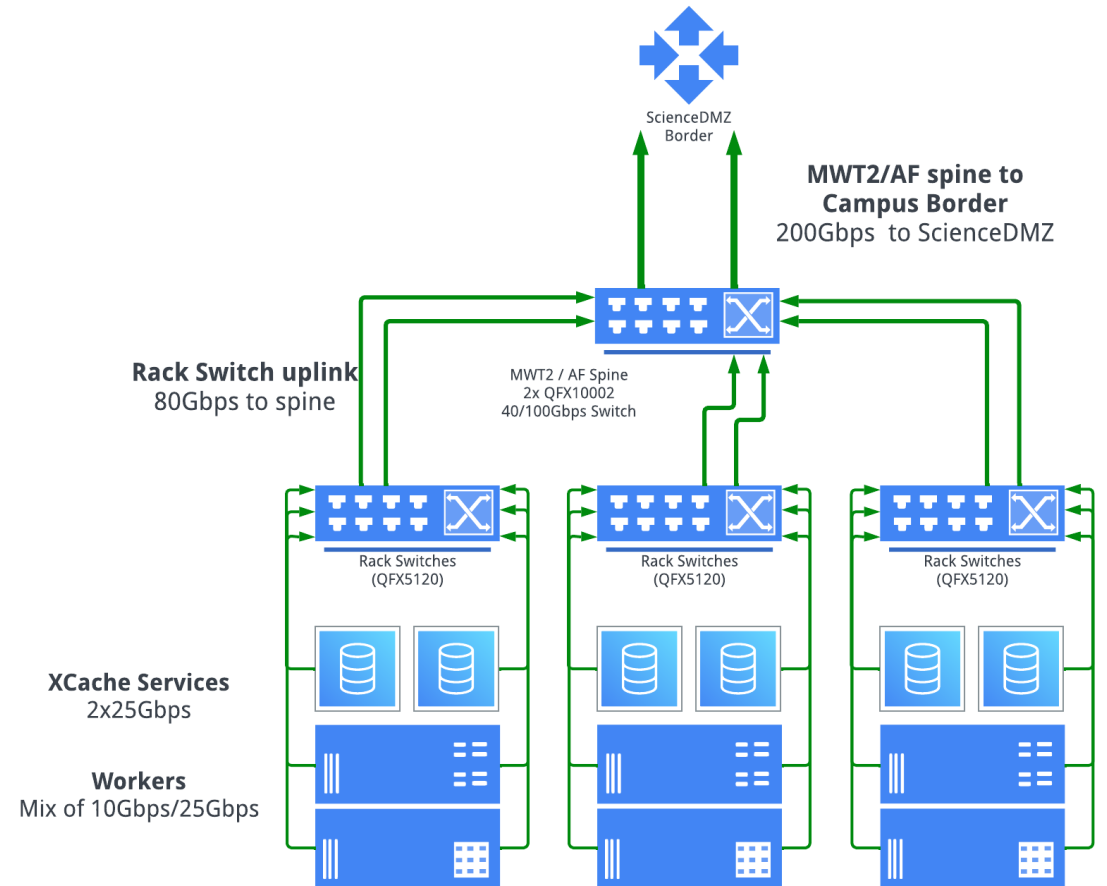 ScienceDMZ
Border
MWT2/AF spine to
Campus Border
200Gbps to ScienceDMZ
Rack Switch uplink
80Gbps to spine
MWT2 / AF Spine
2x QFX10002
40/100Gbps Switch
Rack Switches
(QFX5120)
Rack Switches
(QFX5120)
Rack Switches
(QFX5120)
XCache Services
2x25Gbps
Workers
Mix of 10Gbps/25Gbps